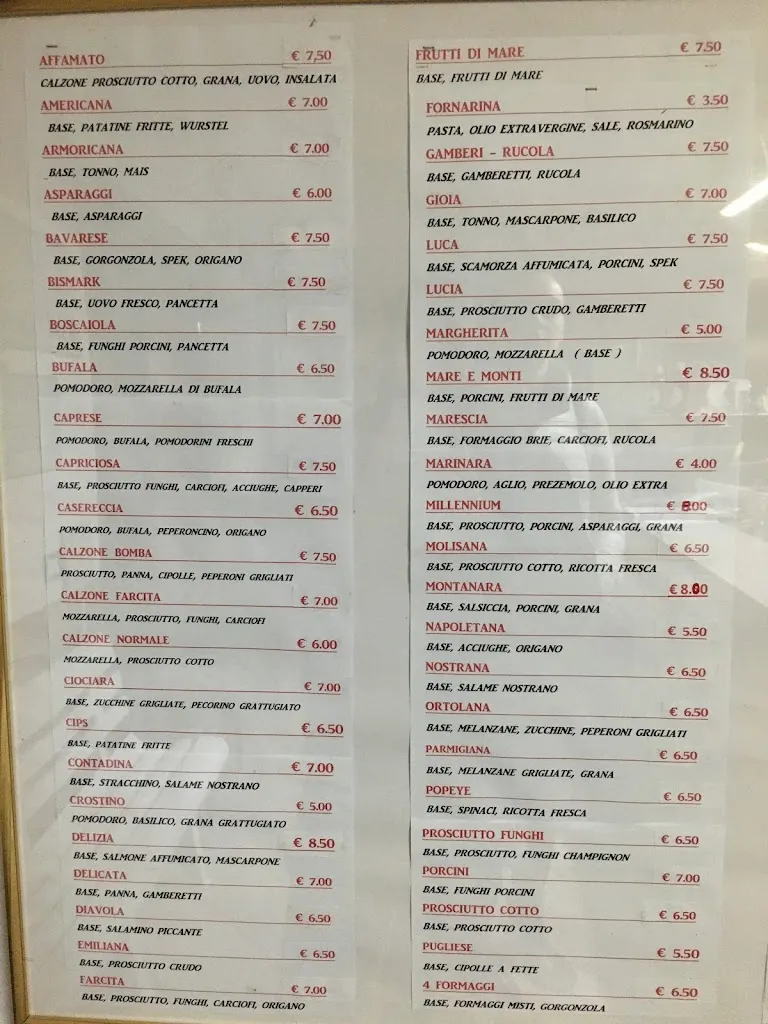 AFFAMATO € 7,50
CALZONE PROSCIUTTO COTTO, GRANA, UOVO, INSALATA
AMERICANA € 7.00
BASE, PATATINE FRITTE, WURSTEL
ARMORICANA € 7.00
BASE, TONNO, MAIS
ASPARAGGI € 6.00
BASE, ASPARAGGI
BAVARESE € 7.50
BASE, GORGONZOLA, SPEK, ORIGANO
BISMARK € 7.50
BASE, UOVO FRESCO, PANCETTA
BOSCAIOLA € 7.50
BASE, FUNGHI PORCINI, PANCETTA
BUFALA € 6.50
POMODORO, MOZZARELLA DI BUFALA
CAPRESE € 7.00
POMODORO, BUFALA, POMODORINI FRESCHI
CAPRICIOSA € 7.50
BASE, PROSCIUTTO FUNGHI, CARCIOFI, ACCIUGHE, CAPPERI
CASERECCIA € 6.50
POMODORO, BUFALA, PEPERONCINO, ORIGANO
CALZONE BOMBA € 7.50
PROSCIUTTO, PANNA, CIPOLLE, PEPERONI GRIGLIATI
CALZONE FARCITA € 7.00
MOZZARELLA, PROSCIUTTO, FUNGHI, CARCIOFI
CALZONE NORMALE € 6.00
MOZZARELLA, PROSCIUTTO COTTO
CIOCIARA € 7.00
BASE, ZUCCHINE GRIGLIATE, PECORINO GRATTUGIATO
CIPS € 6.50
BASE, PATATINE FRITTE
CONTADINA € 7.00
BASE, STRACCHINO, SALAME NOSTRANO
CROSTINO € 5.00
POMODORO, BASILICO, GRANA GRATTUGIATO
DELIZIA € 8.50
BASE, SALMONE AFFUMICATO, MASCARPONE
DELICATA € 7.00
BASE, PANNA, GAMBERETTI
DIAVOLA € 6.50
BASE, SALAMINO PICCANTE
EMILIANA € 6.50
BASE, PROSCIUTTO CRUDO
FARCITA € 7.00
BASE, PROSCIUTTO, FUNGHI, CARCIOFI, ORIGANO
FRUTTI DI MARE € 7.50
BASE, FRUTTI DI MARE
FORNARINA € 3.50
PASTA, OLIO EXTRAVERGINE, SALE, ROSMARINO
GAMBERI – RUCOLA € 7.50
BASE, GAMBERETTI, RUCOLA
GIOIA € 7.00
BASE, TONNO, MASCARPONE, BASILICO
LUCA € 7.50
BASE, SCAMORZA AFFUMICATA, PORCINI, SPEK
LUCIA € 7.50
BASE, PROSCIUTTO CRUDO, GAMBERETTI
MARGHERITA € 5.00
POMODORO, MOZZARELLA ( BASE )
MARE E MONTI € 8.50
BASE, PORCINI, FRUTTI DI MARE
MARESCIA € 7.50
BASE, FORMAGGIO BRIE, CARCIOFI, RUCOLA
MARINARA € 4.00
POMODORO, AGLIO, PREZEMOLO, OLIO EXTRA
MILLENNIUM € 8.00
BASE, PROSCIUTTO, PORCINI, ASPARAGI, GRANA
MOLISANA € 6.50
BASE, PROSCIUTTO COTTO, RICOTTA FRESCA
MONTANARA € 8.00
BASE, SALSICCIA, PORCINI, GRANA
NAPOLETANA € 5.50
BASE, ACCIUGHE, ORIGANO
NOSTRANA € 6.50
BASE, SALAME NOSTRANO
ORTOLANA € 6.50
BASE, MELANZANE, ZUCCHINE, PEPERONI GRIGLIATI
PARMIGIANA € 6.50
BASE, MELANZANE GRIGLIATE, GRANA
POPEYE € 6.50
BASE, SPINACI, RICOTTA FRESCA
PROSCIUTTO FUNGHI € 6.50
BASE, PROSCIUTTO, FUNGHI CHAMPIGNON
PORCINI € 7.00
BASE, FUNGHI PORCINI
PROSCIUTTO COTTO € 6.50
BASE, PROSCIUTTO COTTO
PUGLIESE € 5.50
BASE, CIPOLLE A FETTE
4 FORMAGGI € 6.50
BASE, FORMAGGI MISTI, GORGONZOLA